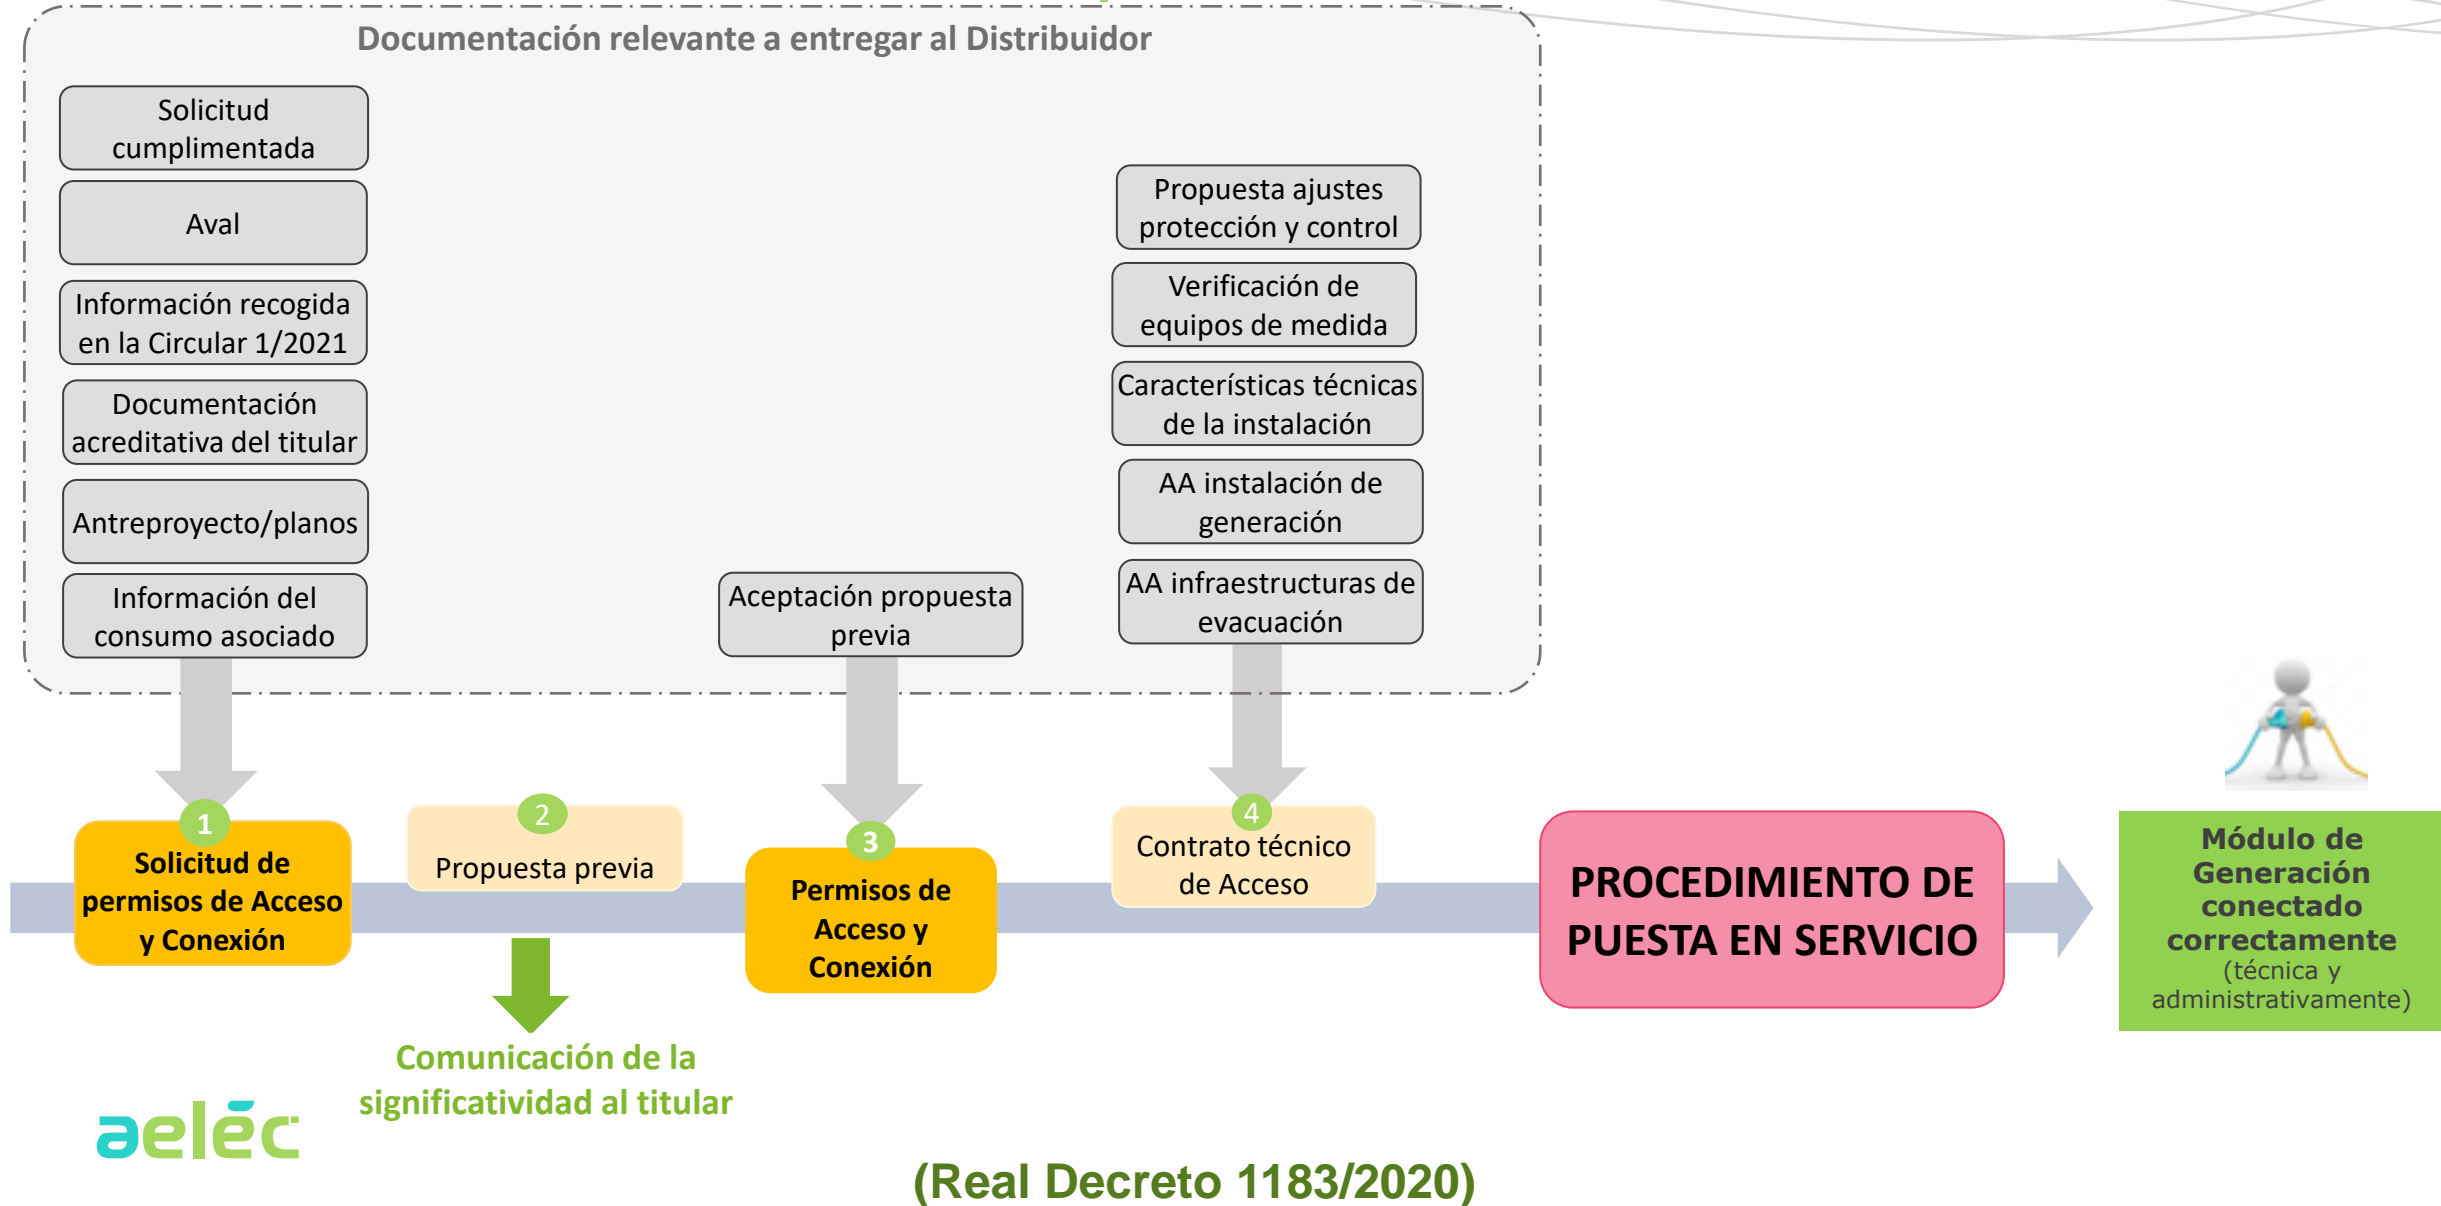 Documentación relevante a entregar al Distribuidor
Solicitud
cumplimentada
Aval
Información recogida
en la Circular 1/2021
Documentación
acreditativa del titular
Antreproyecto/planos
Información del
consumo asociado
Aceptación propuesta
previa
Propuesta ajustes
protección y control
Verificación de
equipos de medida
Características técnicas
de la instalación
AA instalación de
generación
AA infraestructuras de
evacuación
1
Solicitud de
permisos de Acceso
y Conexión
2
Propuesta previa
3
Permisos de
Acceso y
Conexión
4
Contrato técnico
de Acceso
PROCEDIMIENTO DE
PUESTA EN SERVICIO
Módulo de
Generación
conectado
correctamente
(técnica y
administrativamente)
Comunicación de la
significatividad al titular
aeléc
(Real Decreto 1183/2020)